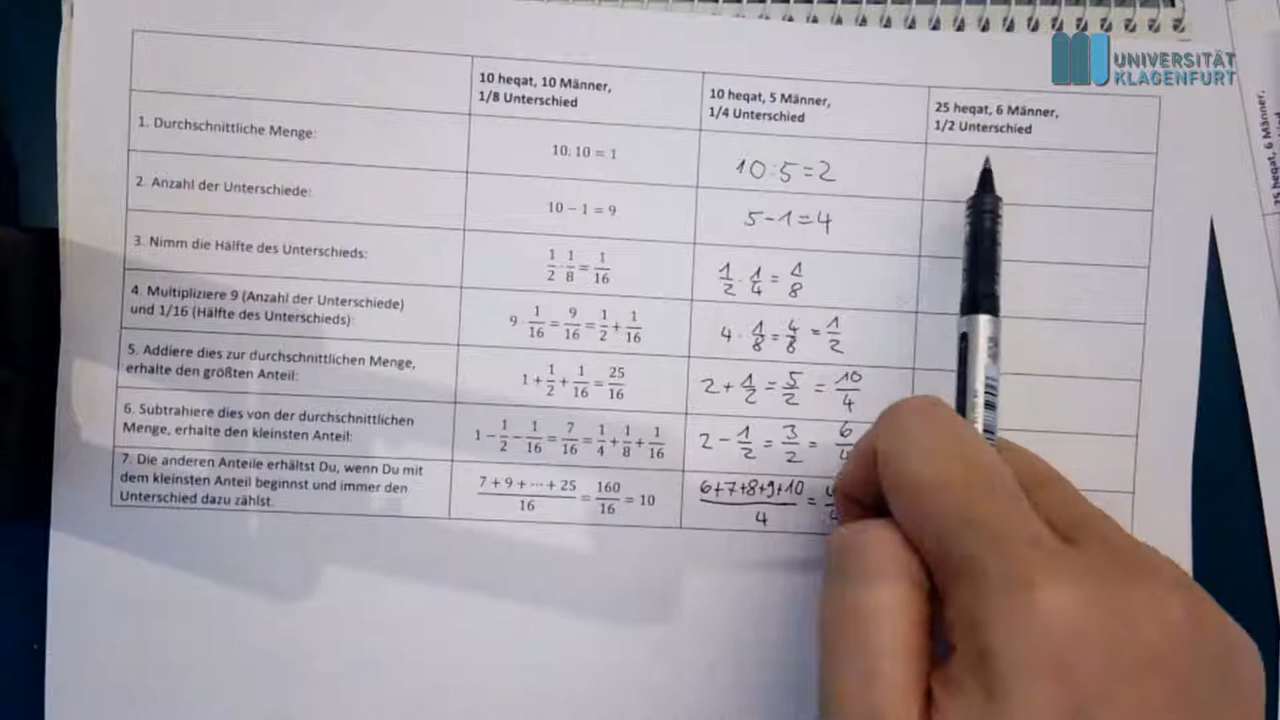 UNIVERSITÄT
KLAGENFURT
10 heqat, 10 Männer,
1/8 Unterschied
10 heqat, 5 Männer,
1/4 Unterschied
25 heqat, 6 Männer,
1/2 Unterschied
1. Durchschnittliche Menge:
10:10 = 1
10:5=2
2. Anzahl der Unterschiede:
10 − 1 = 9
5-1=4
3. Nimm die Hälfte des Unterschieds:
1/2 · 1/8 = 1/16
1/2 · 1/4 = 1/8
4. Multipliziere 9 (Anzahl der Unterschiede)
und 1/16 (Hälfte des Unterschieds):
9 · 1/16 = 9/16 = 1/2 + 1/16
4 · 1/8 = 4/8 = 1/2
5. Addiere dies zur durchschnittlichen Menge,
erhalte den größten Anteil:
1 + 1/2 + 1/16 = 25/16
2 + 1/2 = 5/2 = 10/4
6. Subtrahiere dies von der durchschnittlichen
Menge, erhalte den kleinsten Anteil:
1 − 1/2 − 1/16 = 7/16 = 1/4 + 1/8 + 1/16
2 − 1/2 = 3/2 = 6
7. Die anderen Anteile erhältst Du, wenn Du mit
dem kleinsten Anteil beginnst und immer den
Unterschied dazu zählst.
7 + 9 + ⋯ + 25/16 = 160/16 = 10
6+7+8+9+10/4 =
25 heqat, 6 Männer,